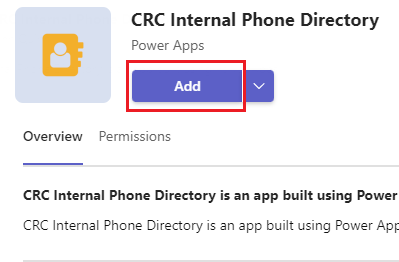 CRC Internal Phone Directory
Power Apps
Add
Overview Permissions
CRC Internal Phone Directory is an app built using Power
CRC Internal Phone Directory is an app built using Power App